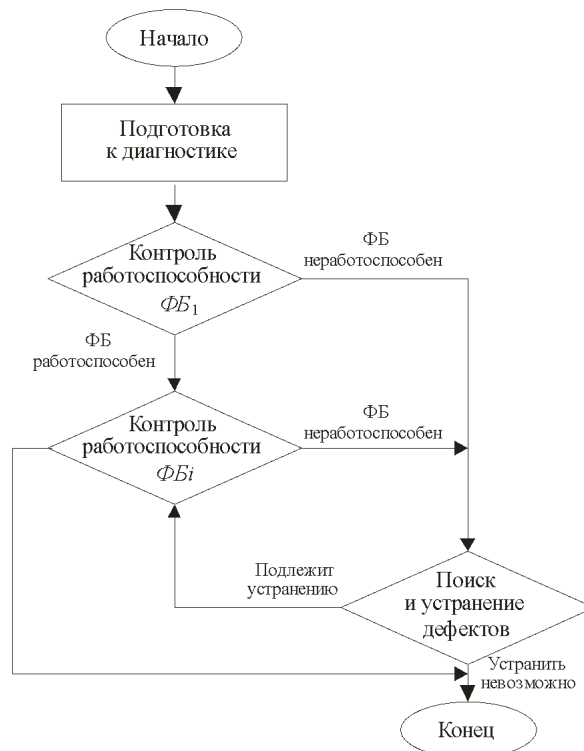 Начало
Подготовка
к диагностике
Контроль
работоспособности
ФБ1
ФБ
неработоспособен
ФБ
работоспособен
Контроль
работоспособности
ФБi
ФБ
неработоспособен
Подлежит
устранению
Поиск
и устранение
дефектов
Устранить
невозможно
Конец